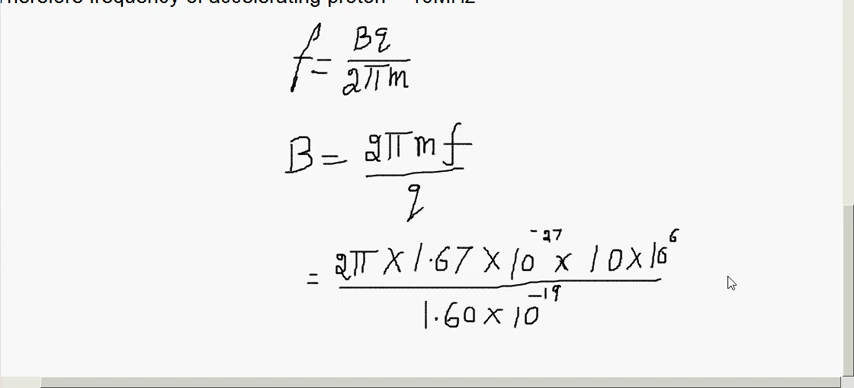 f = Bq / 2πm
B = 2πmf / q
= 2π × 1.67 × 10^-27 × 10 × 10^6 / 1.60 × 10^-19